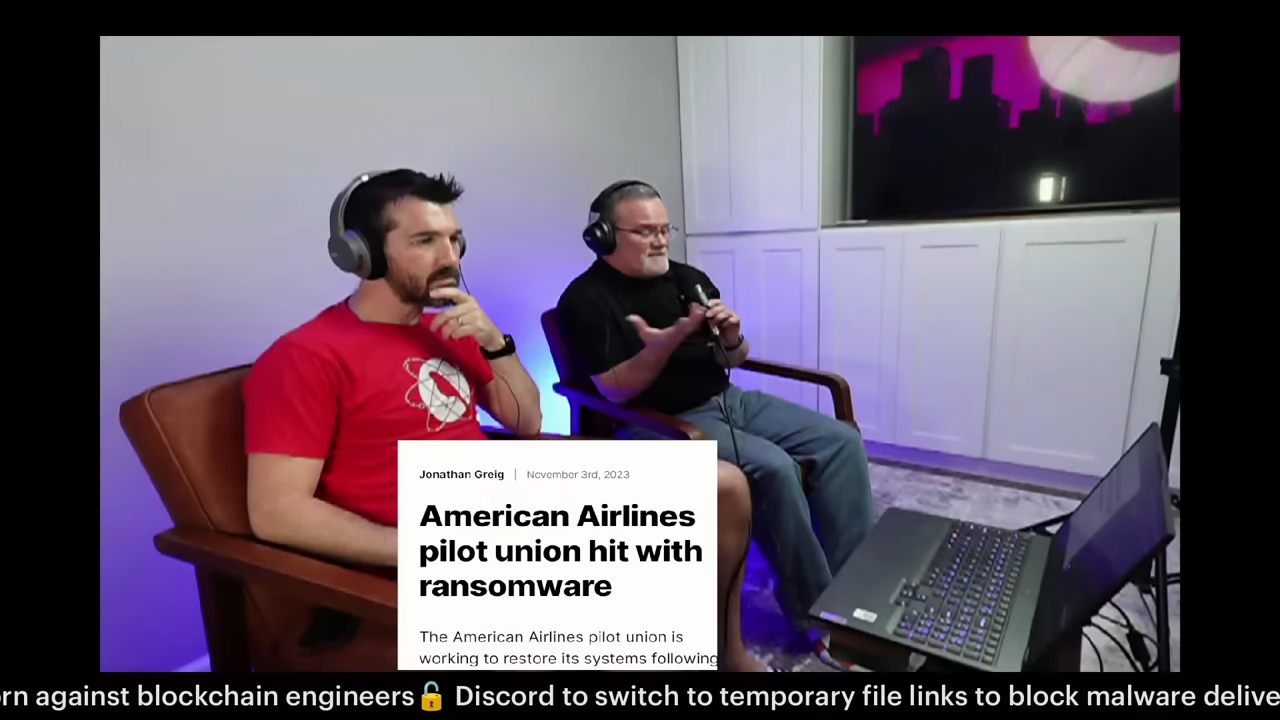 Jonathan Greig | November 3rd, 2023
American Airlines
pilot union hit with
ransomware
The American Airlines pilot union is
working to restore its systems following
orn against blockchain engineers🔓 Discord to switch to temporary file links to block malware delive